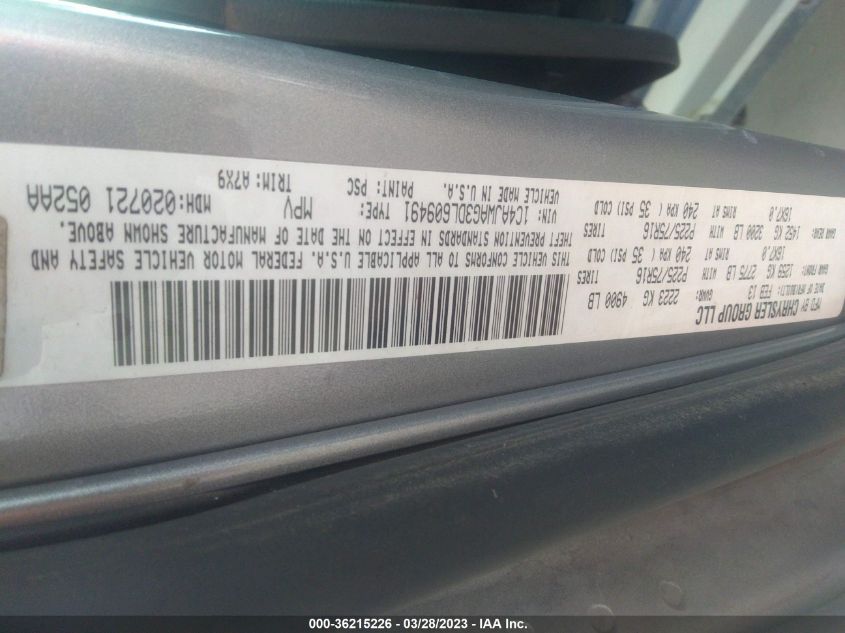 MFD BY CHRYSLER GROUP LLC
DATE OF MFR/BUILT: FEB 13
GVWR: 2223 KG 4900 LB
GAWR FRONT: 1259 KG 2775 LB WITH P225/75R16 TIRES
16X7.0 RIMS AT 240 KPA ( 35 PSI) COLD
GAWR REAR: 1452 KG 3200 LB WITH P225/75R16 TIRES
16X7.0 RIMS AT 240 KPA ( 35 PSI) COLD
THIS VEHICLE CONFORMS TO ALL APPLICABLE U.S.A. FEDERAL MOTOR VEHICLE SAFETY AND
THEFT PREVENTION STANDARDS IN EFFECT ON THE DATE OF MANUFACTURE SHOWN ABOVE.
VIN: 1C4AJWAG3DL609491 TYPE: MPV MDH:020721 052AA
VEHICLE MADE IN U.S.A. PAINT: PSC TRIM: A7X9
000-36215226 - 03/28/2023 - IAA Inc.